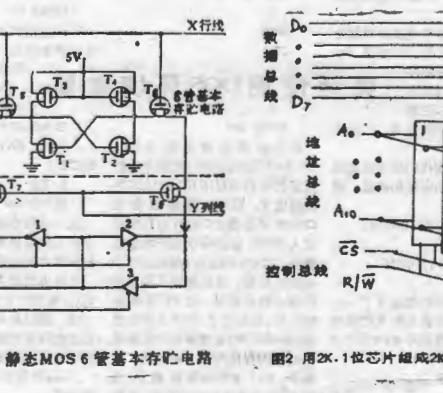 X行线
5V
T₃
T₄
T₅
T₆
6管基本
存贮电路
T₁
T₂
T₇
T₈
Y列线
1
2
3
静态MOS 6 管基本存贮电路
D₀
数据总线
D₇
地址总线
A₀
1
A₁₀
C̅S̅
控制总线
R/W̅
图2 用2K·1位芯片组成2K